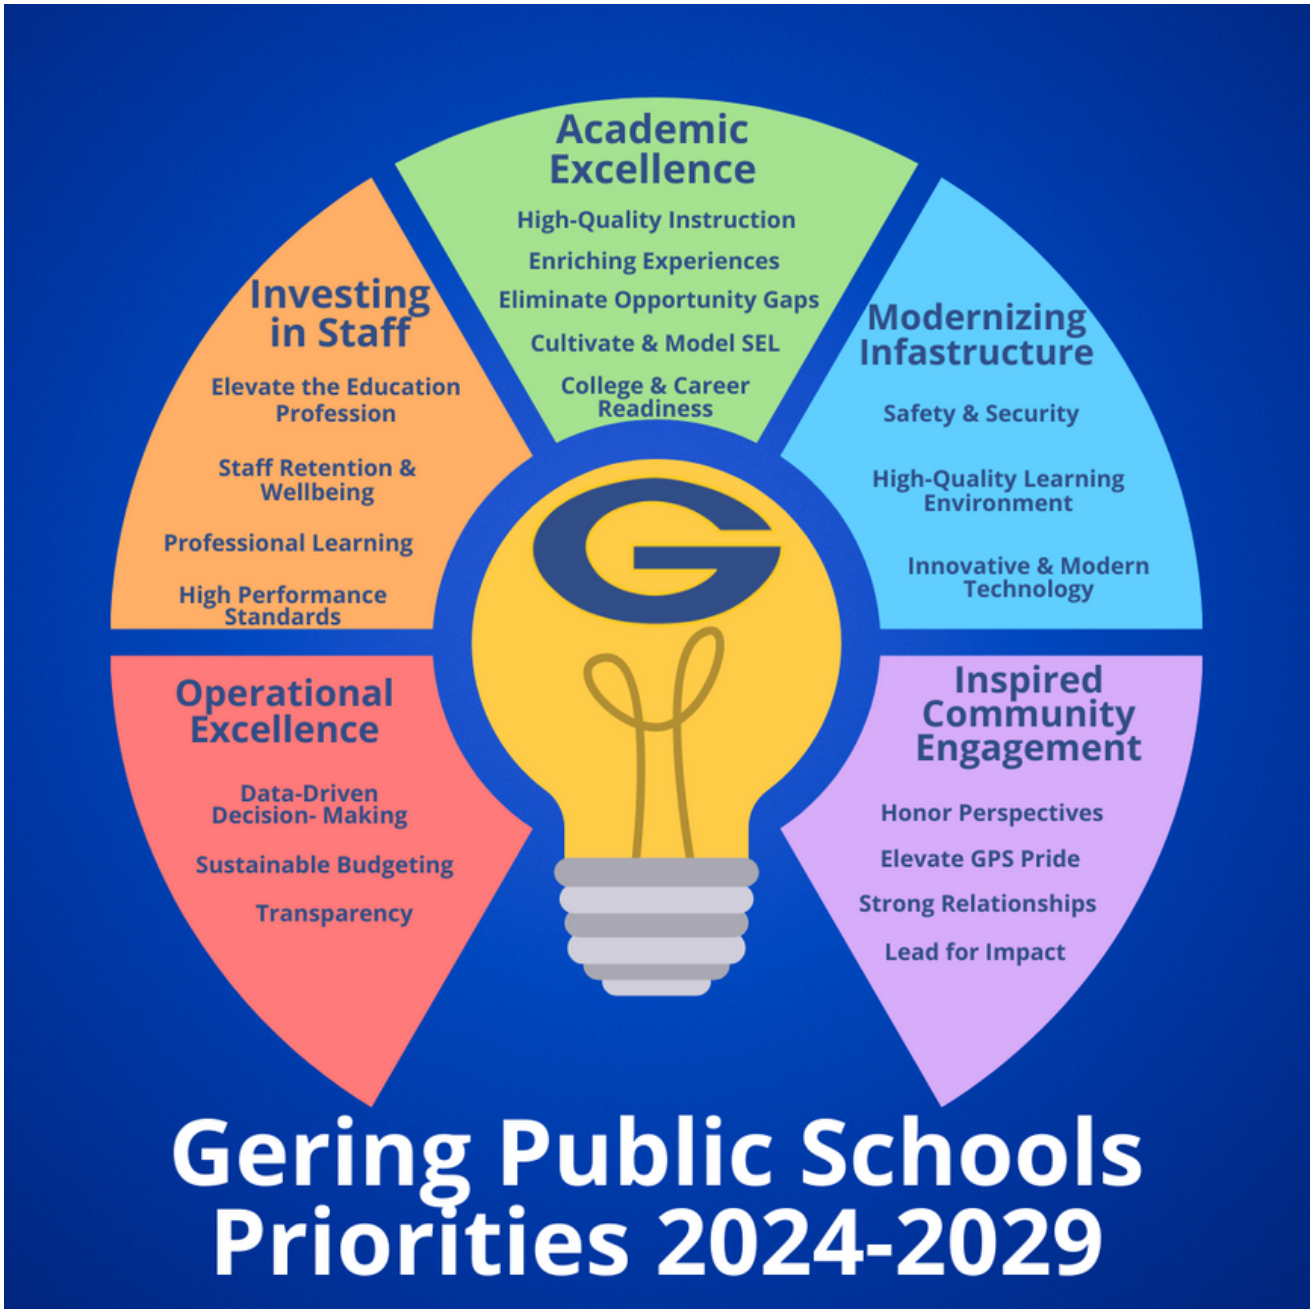 Academic
Excellence
High-Quality Instruction
Enriching Experiences
Eliminate Opportunity Gaps
Cultivate & Model SEL
College & Career
Readiness
Investing
in Staff
Elevate the Education
Profession
Staff Retention &
Wellbeing
Professional Learning
High Performance
Standards
Modernizing
Infastructure
Safety & Security
High-Quality Learning
Environment
Innovative & Modern
Technology
G
Operational
Excellence
Data-Driven
Decision- Making
Sustainable Budgeting
Transparency
Inspired
Community
Engagement
Honor Perspectives
Elevate GPS Pride
Strong Relationships
Lead for Impact
Gering Public Schools
Priorities 2024-2029